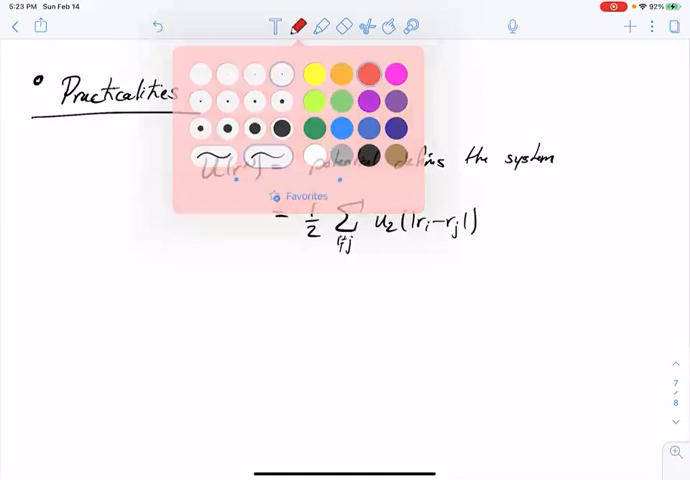 5:23 PM Sun Feb 14 92%
• Practicalities
U(rᴺ) = potential defines the system
Favorites
= 1/2 ∑ i≠j u₂(|rᵢ-rⱼ|)
7
/
8